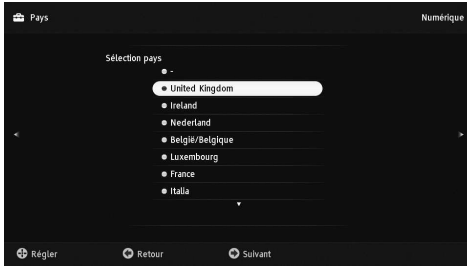 Pays
Numérique
Sélection pays
-
United Kingdom
Ireland
Nederland
België/Belgique
Luxembourg
France
Italia
Régler
Retour
Suivant